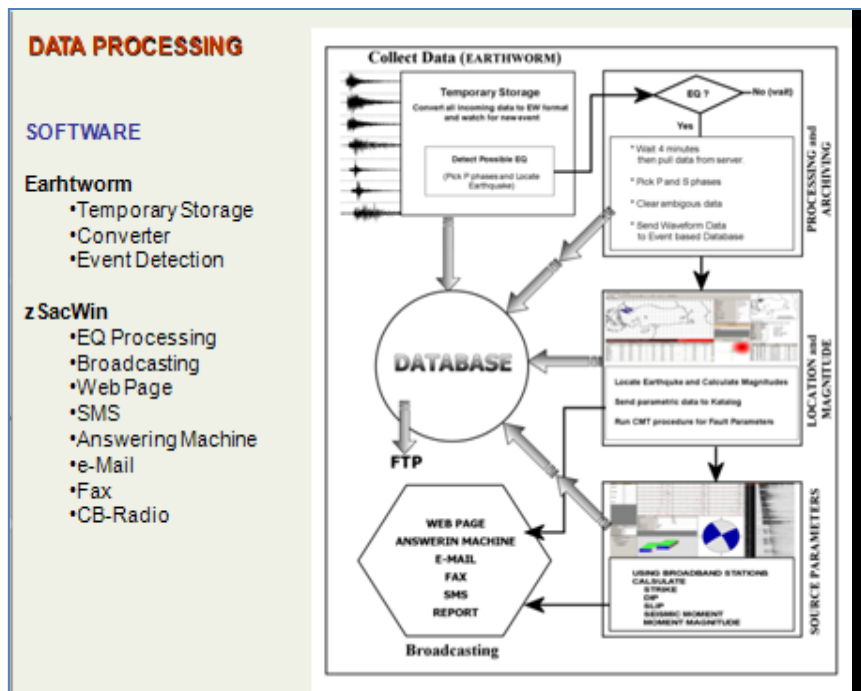 DATA PROCESSING
SOFTWARE
Earhtworm
•Temporary Storage
•Converter
•Event Detection
zSacWin
•EQ Processing
•Broadcasting
•Web Page
•SMS
•Answering Machine
•e-Mail
•Fax
•CB-Radio
Collect Data (EARTHWORM)
Temporary Storage
Convert all incoming data to EW format
and watch for new event
Detect Possible EQ
(Pick P phases and Locate
Earthquake)
EQ ?
No (wait)
Yes
* Wait 4 minutes
then pull data from server.
* Pick P and S phases
* Clear ambigous data
* Send Waveform Data
to Event based Database
PROCESSING and
ARCHIVING
DATABASE
FTP
Locate Earthquke and Calculate Magnitudes
Send parametric data to Katalog
Run CMT procedure for Fault Parameters
LOCATION and
MAGNITUDE
WEB PAGE
ANSWERIN MACHINE
E-MAIL
FAX
SMS
REPORT
Broadcasting
USING BROADBAND STATIONS
CALSULATE
STRIKE
DIP
SLIP
SEISMIC MOMENT
MOMENT MAGNITUDE
SOURCE PARAMETERS